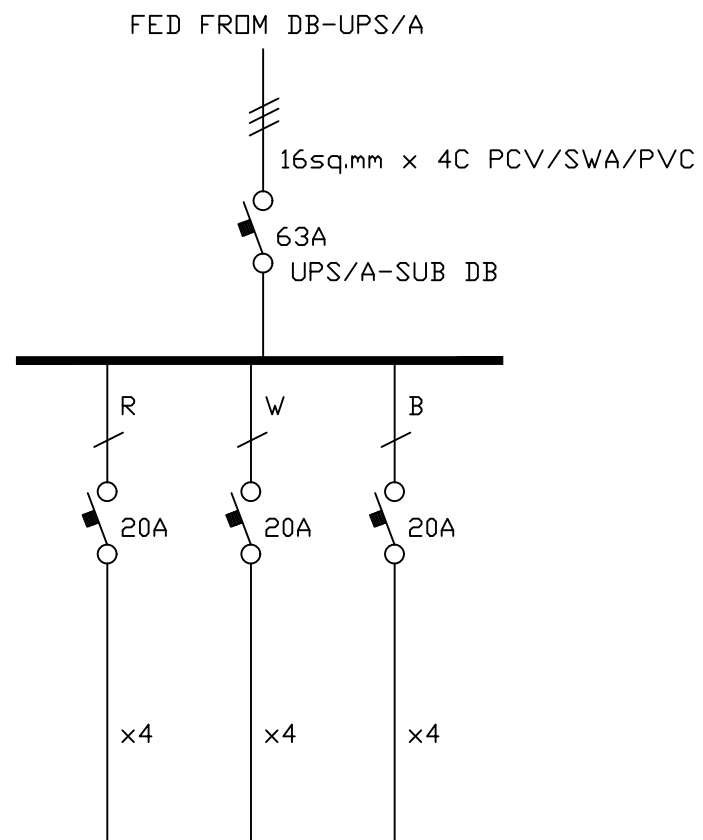 FED FROM DB-UPS/A
16sq.mm x 4C PCV/SWA/PVC
63A
UPS/A-SUB DB
R W B
20A 20A 20A
x4 x4 x4